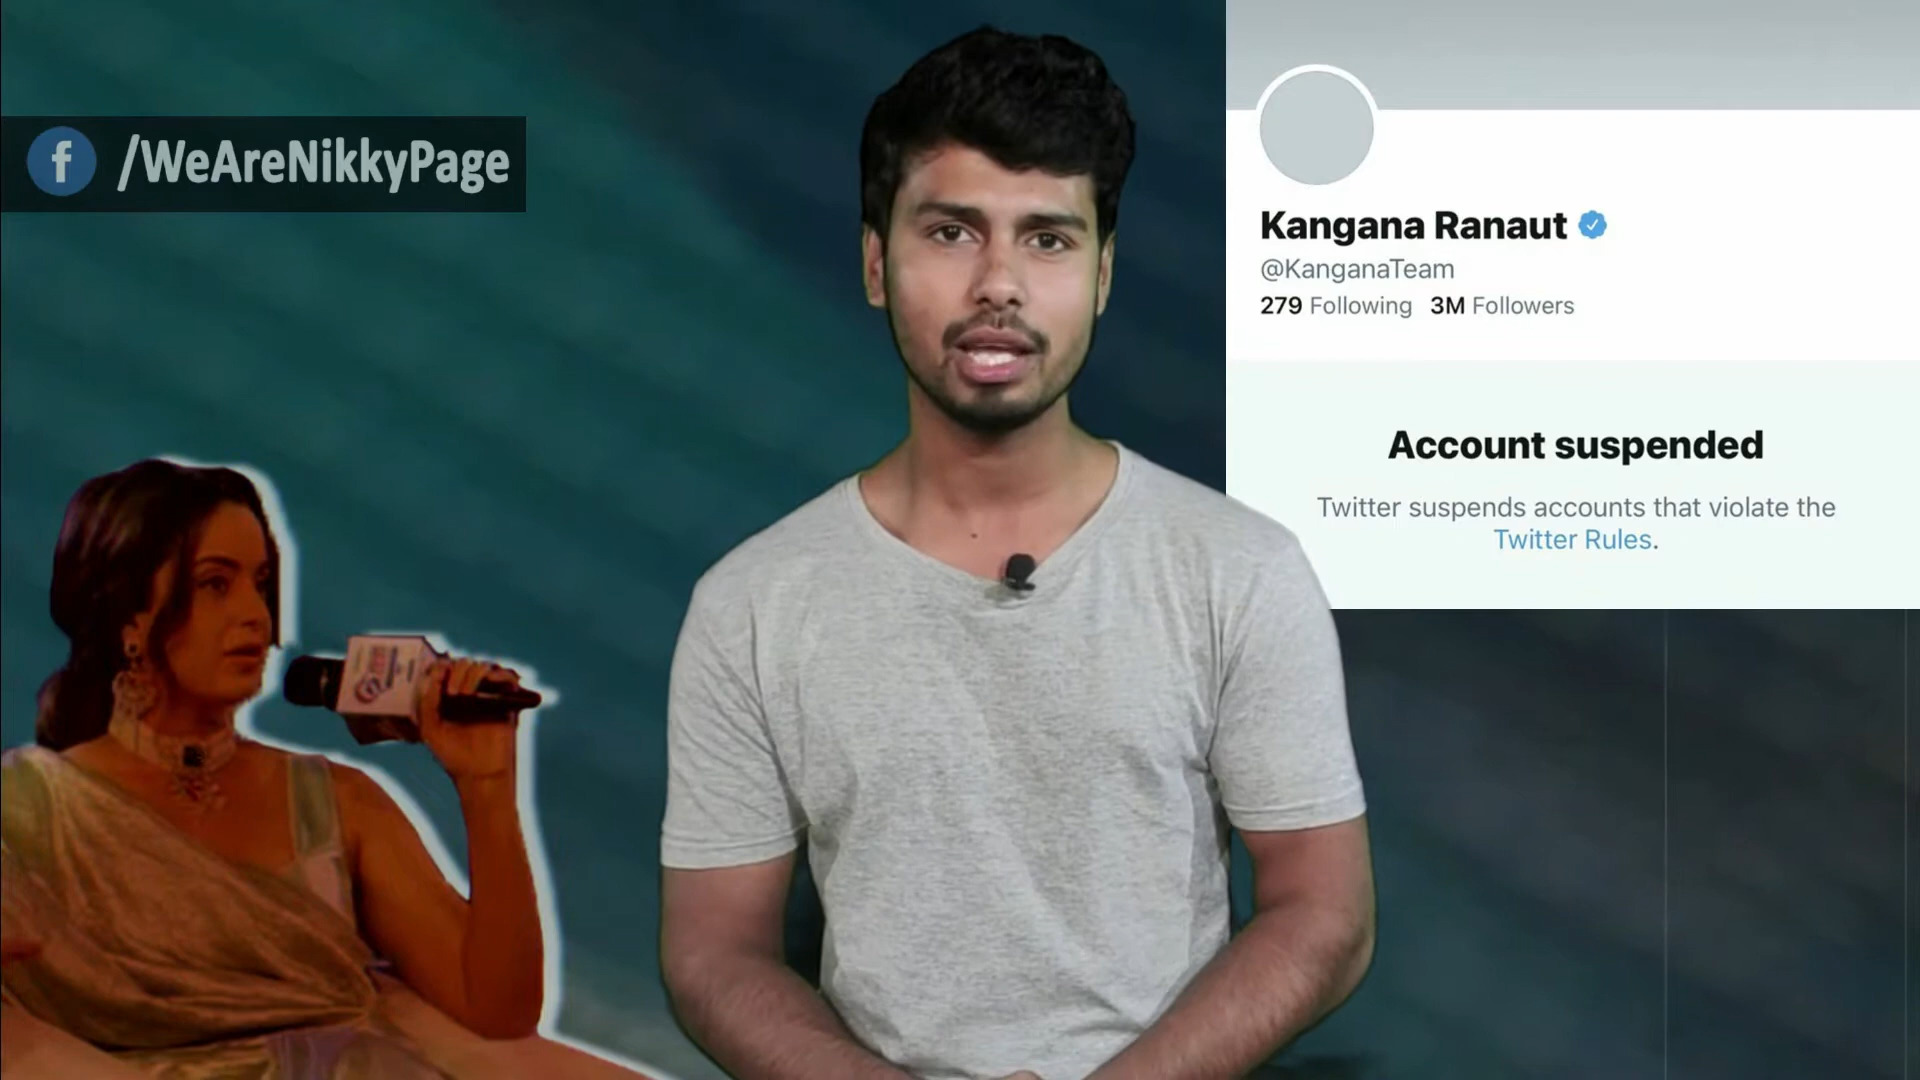 f /WeAreNikkyPage
Kangana Ranaut
@KanganaTeam
279 Following 3M Followers
Account suspended
Twitter suspends accounts that violate the
Twitter Rules.